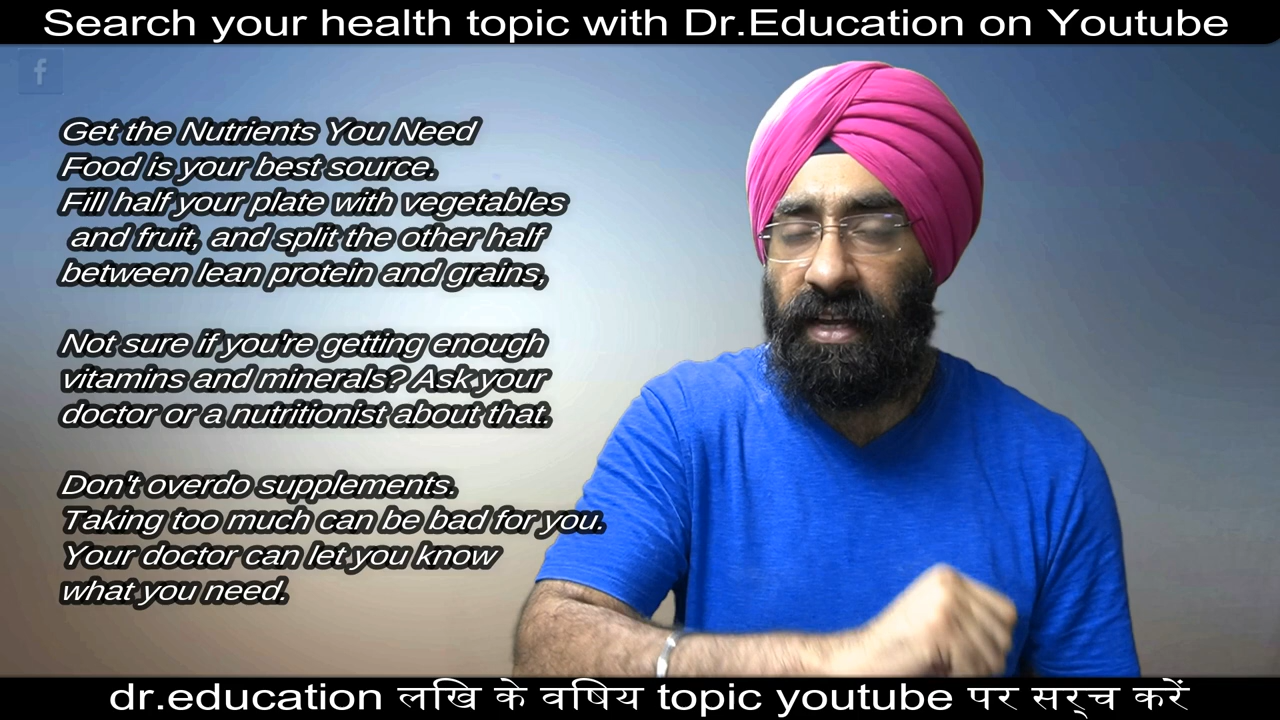 Search your health topic with Dr.Education on Youtube
f
Get the Nutrients You Need
Food is your best source.
Fill half your plate with vegetables
and fruit, and split the other half
between lean protein and grains,
Not sure if you're getting enough
vitamins and minerals? Ask your
doctor or a nutritionist about that.
Don't overdo supplements.
Taking too much can be bad for you.
Your doctor can let you know
what you need.
dr.education लखि के वषिय topic youtube पर सर्च करें